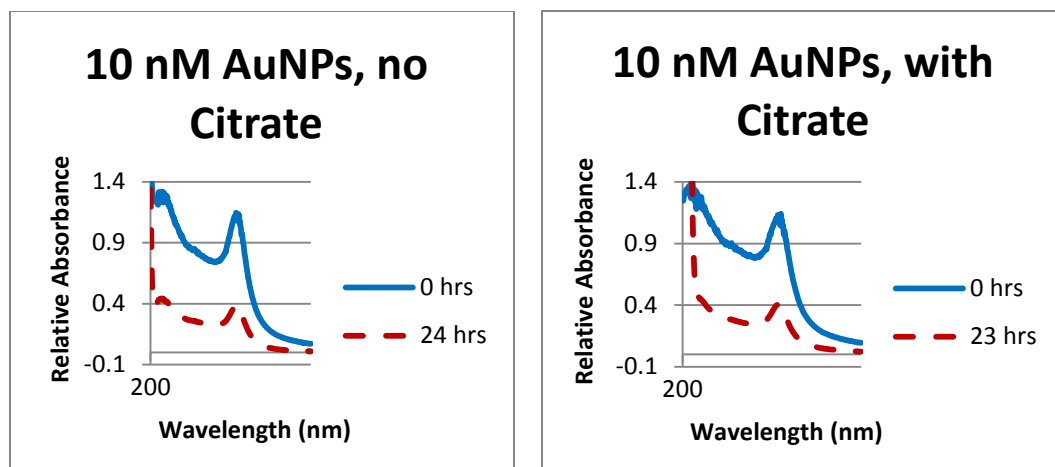 10 nM AuNPs, no
Citrate
Relative Absorbance
1.4
0.9
0.4
-0.1
200
Wavelength (nm)
0 hrs
24 hrs
10 nM AuNPs, with
Citrate
Relative Absorbance
1.4
0.9
0.4
-0.1
200
Wavelength (nm)
0 hrs
23 hrs